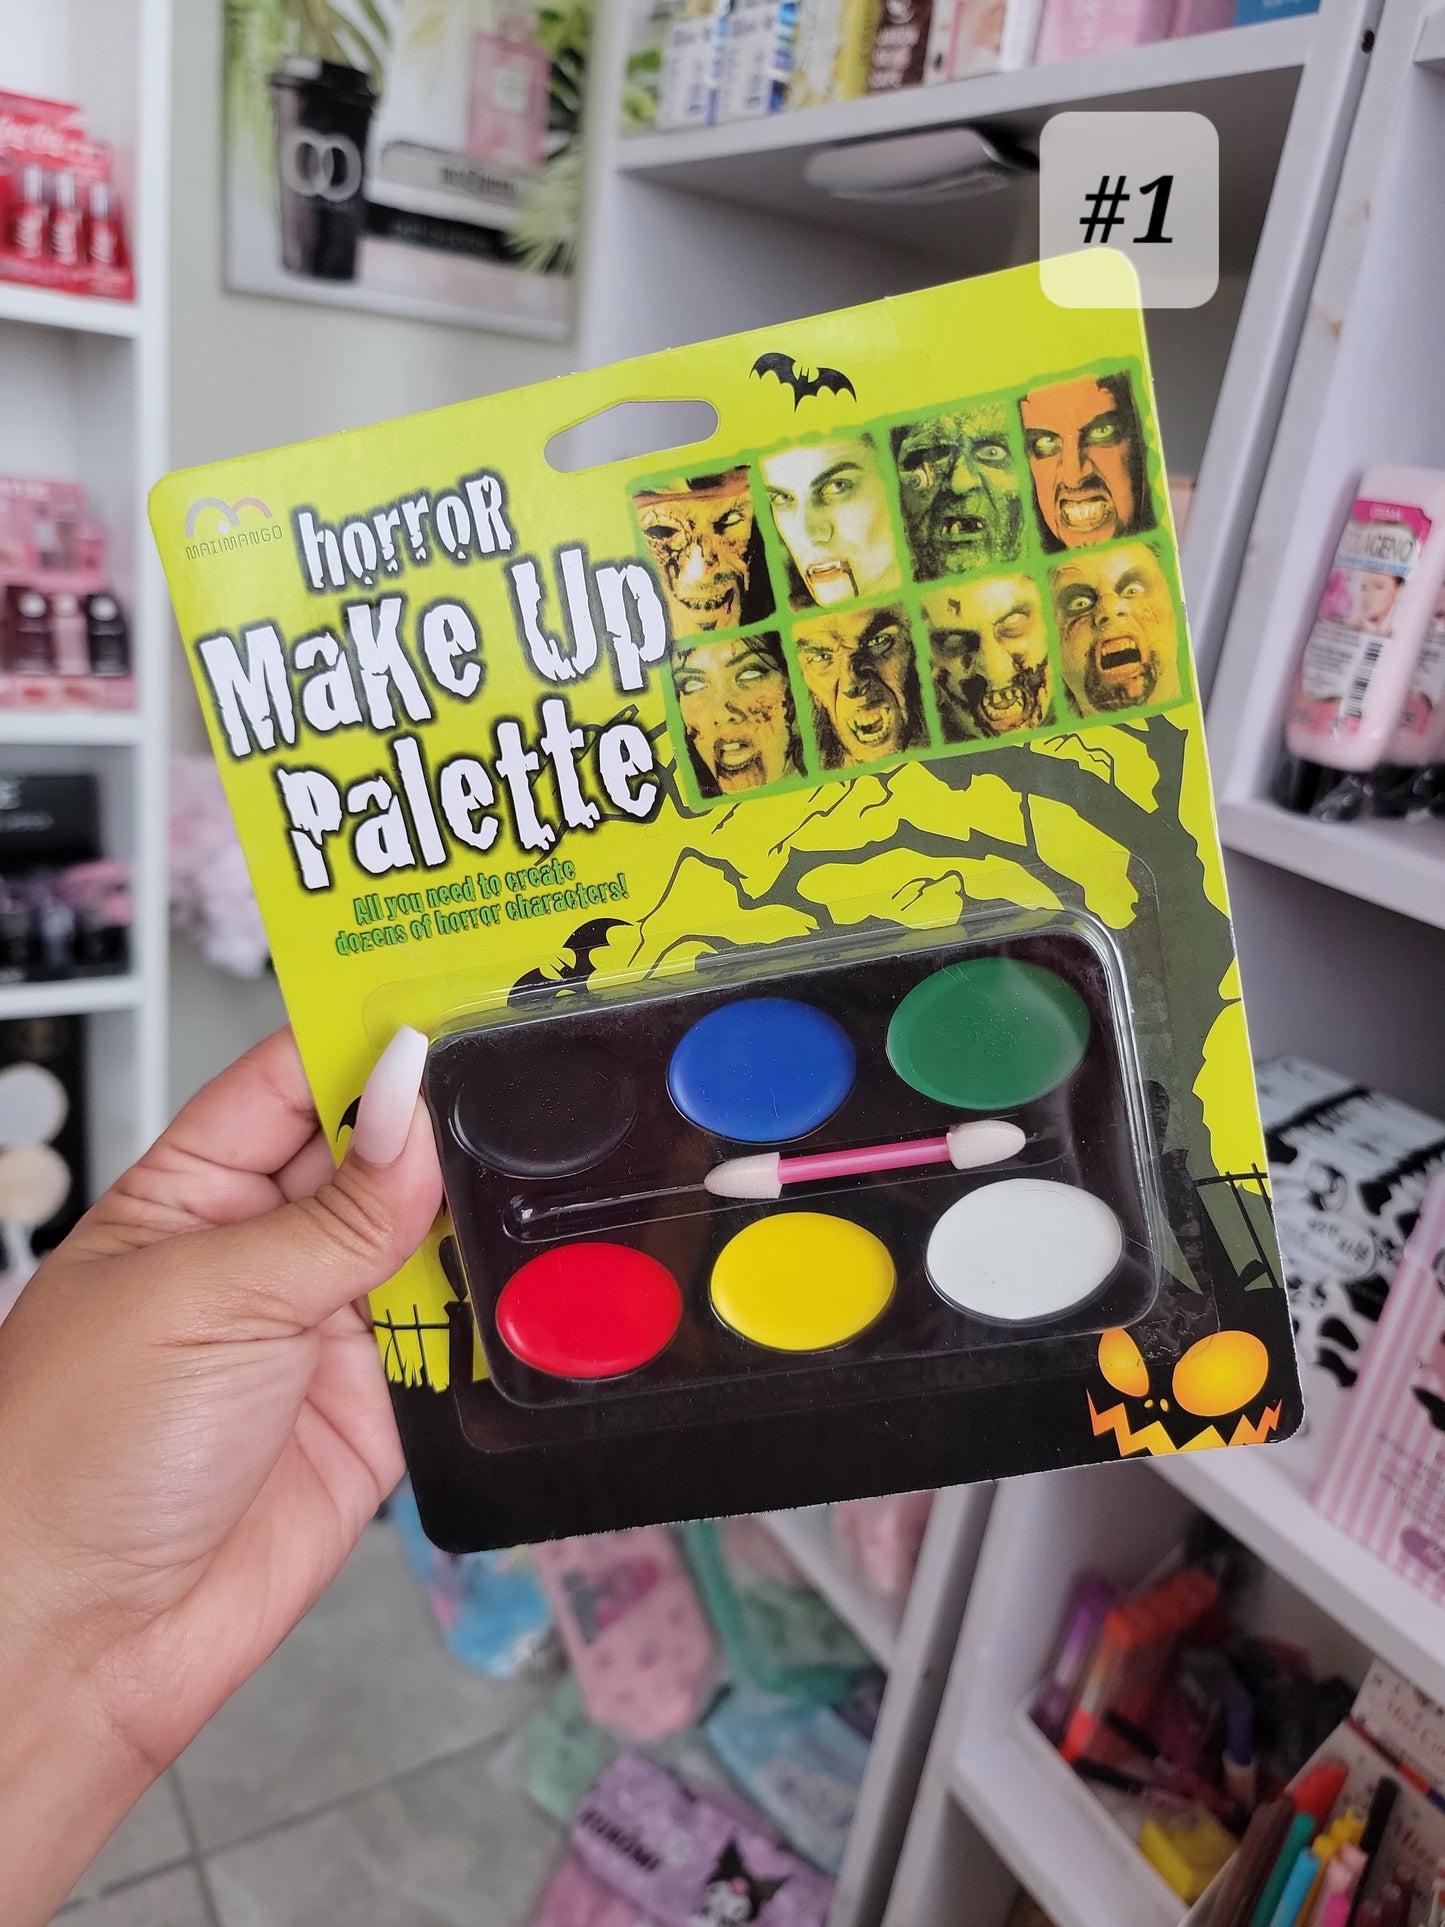 #1
MAIMANGO
horroR
Make Up
Palette
All you need to create
dozens of horror characters!